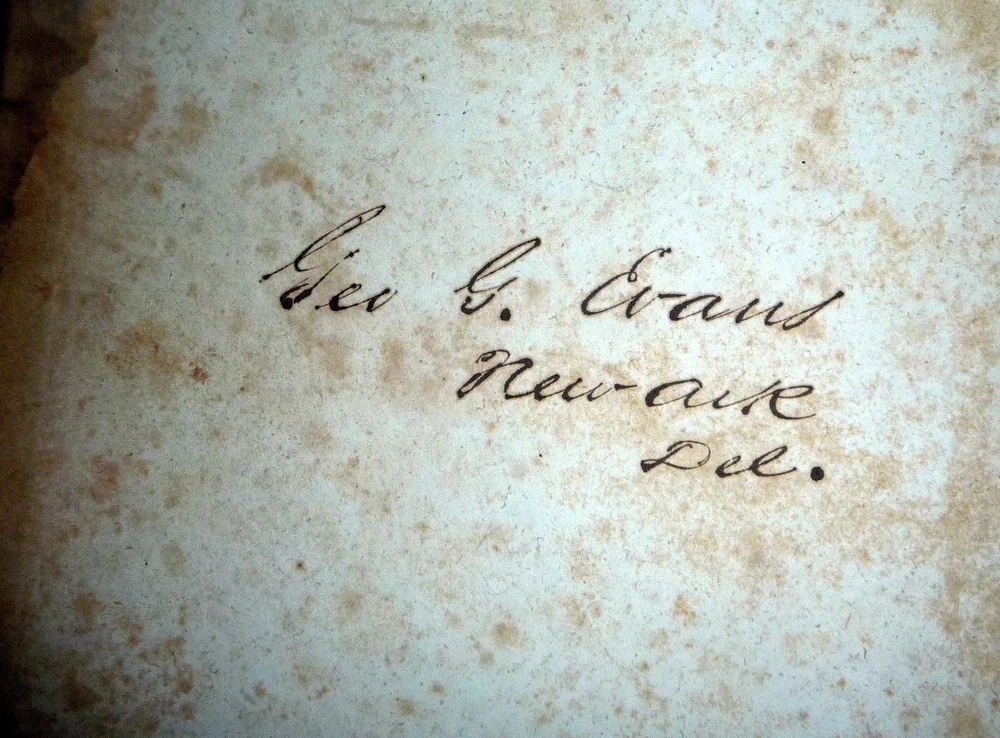 Geo G. Evans
Newark
Del.